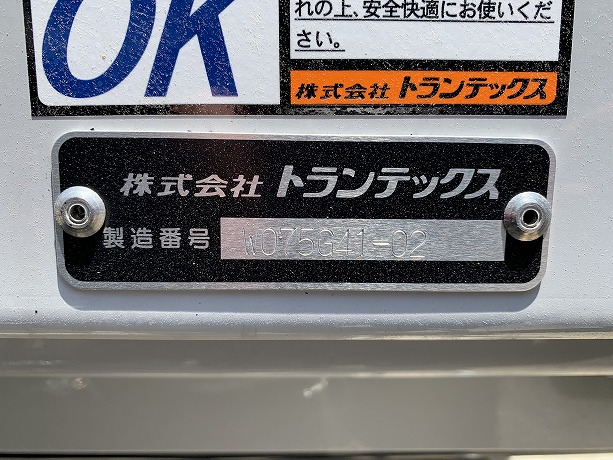 OK
れの上、安全快適にお使いくだ
さい。
株式会社 トランテックス
株式会社 トランテックス
製造番号 W075G41-02